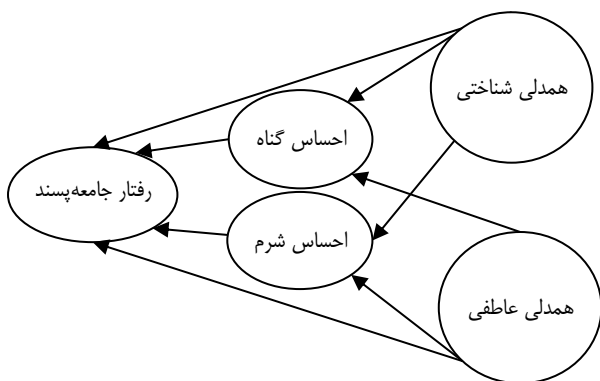 همدلی شناختی
احساس گناه
رفتار جامعه‌پسند
احساس شرم
همدلی عاطفی